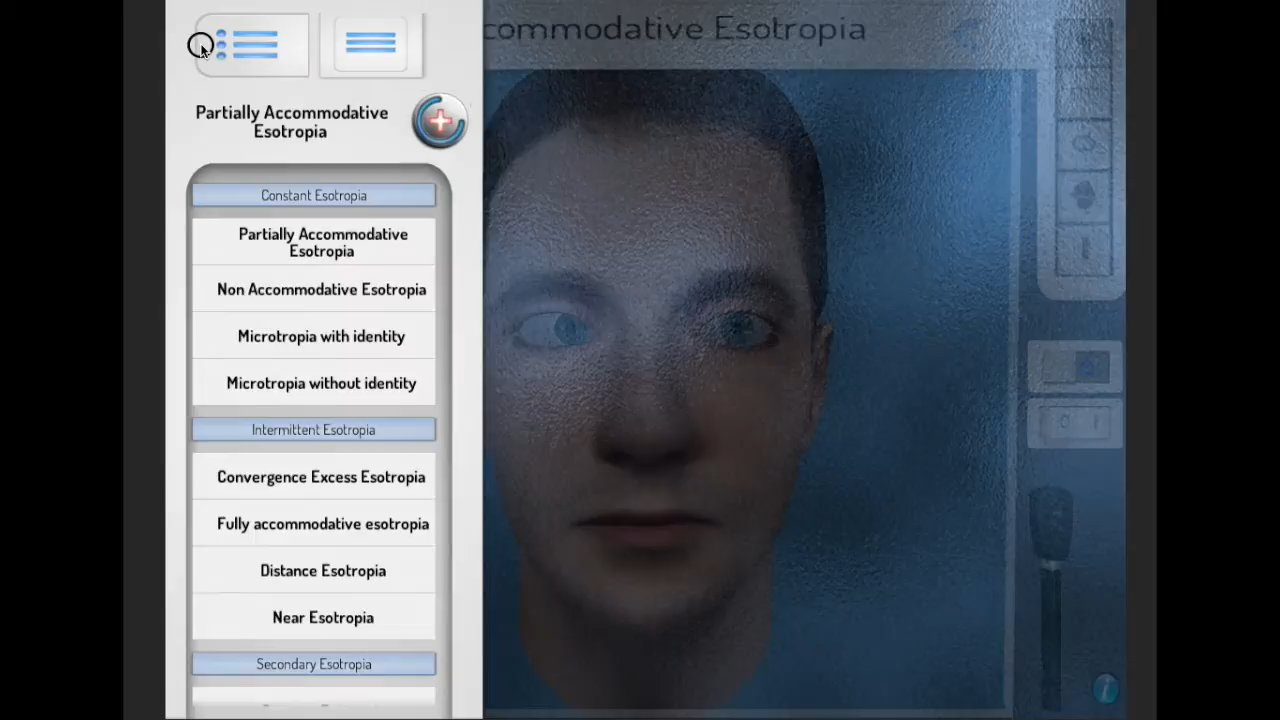 commodative Esotropia
Partially Accommodative
Esotropia
Constant Esotropia
Partially Accommodative
Esotropia
Non Accommodative Esotropia
Microtropia with identity
Microtropia without identity
Intermittent Esotropia
Convergence Excess Esotropia
Fully accommodative esotropia
Distance Esotropia
Near Esotropia
Secondary Esotropia